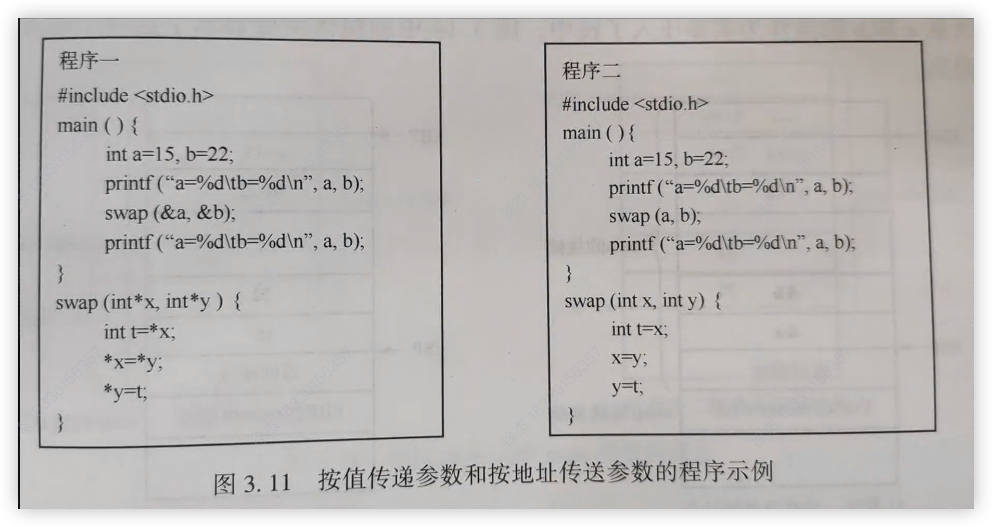 程序一
#include <stdio.h>
main ( ) {
int a=15, b=22;
printf (“a=%d\tb=%d\n”, a, b);
swap (&a, &b);
printf (“a=%d\tb=%d\n”, a, b);
}
swap (int*x, int*y ) {
int t=*x;
*x=*y;
*y=t;
}
程序二
#include <stdio.h>
main ( ){
int a=15, b=22;
printf (“a=%d\tb=%d\n”, a, b);
swap (a, b);
printf (“a=%d\tb=%d\n”, a, b);
}
swap (int x, int y) {
int t=x;
x=y;
y=t;
}
图 3. 11 按值传递参数和按地址传送参数的程序示例